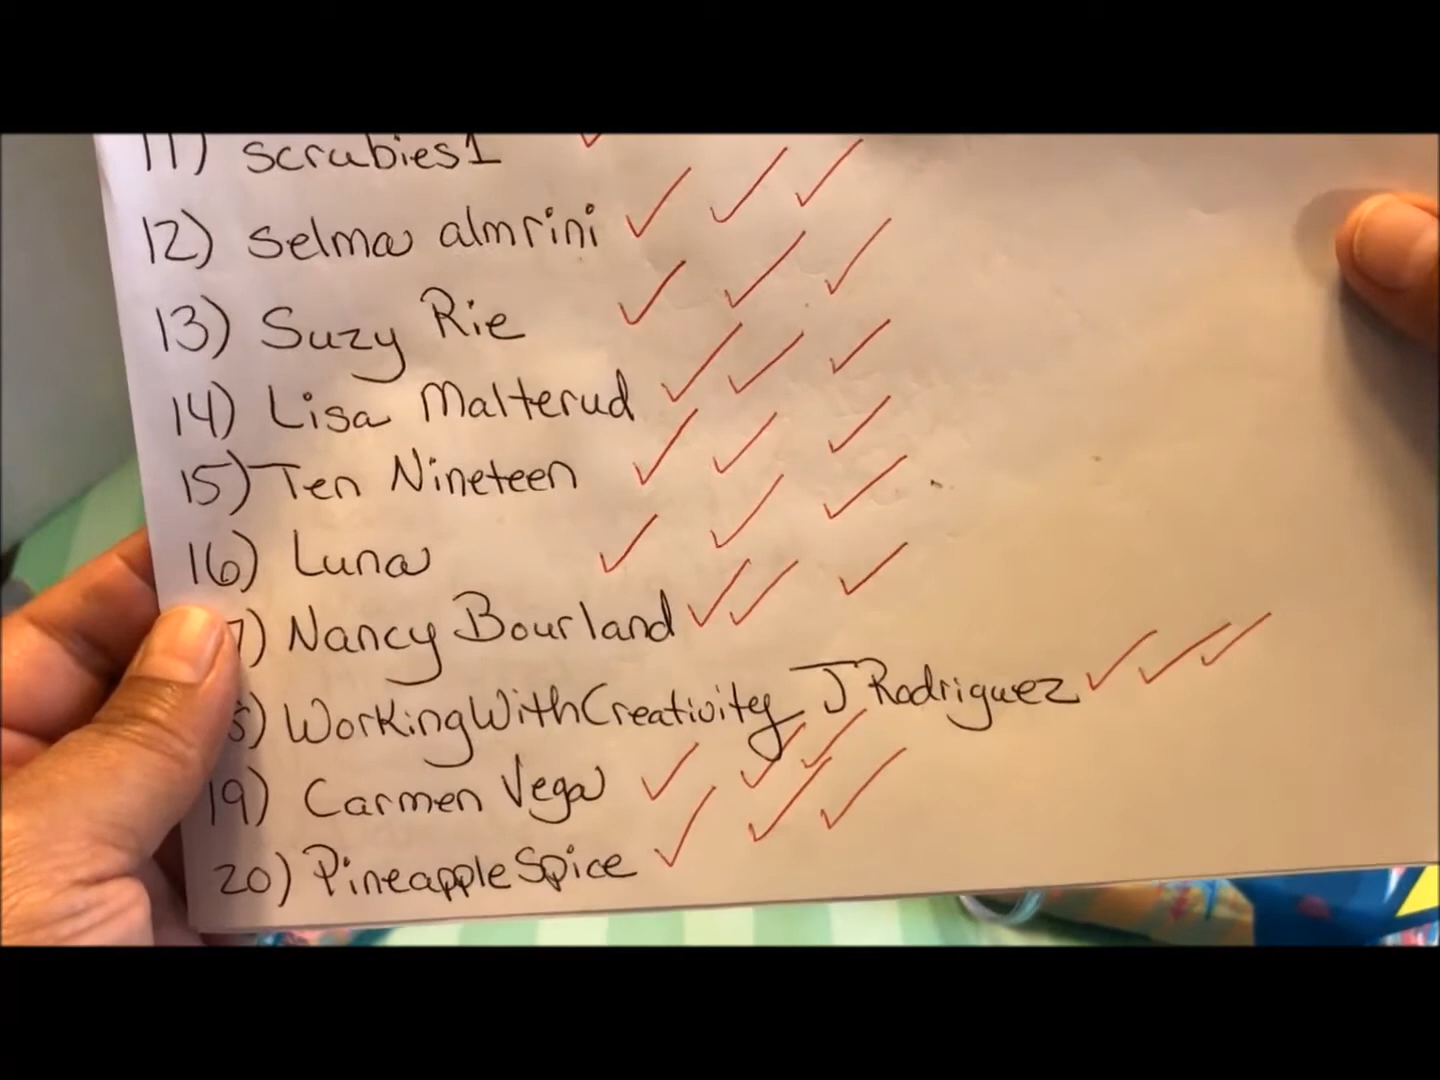 11) scrubies1
12) Selma almrini
13) Suzy Rie
14) Lisa Malterud
15) Ten Nineteen
16) Luna
7) Nancy Bourland
8) WorkingWithCreativity J Rodriguez
19) Carmen Vega
20) PineappleSpice